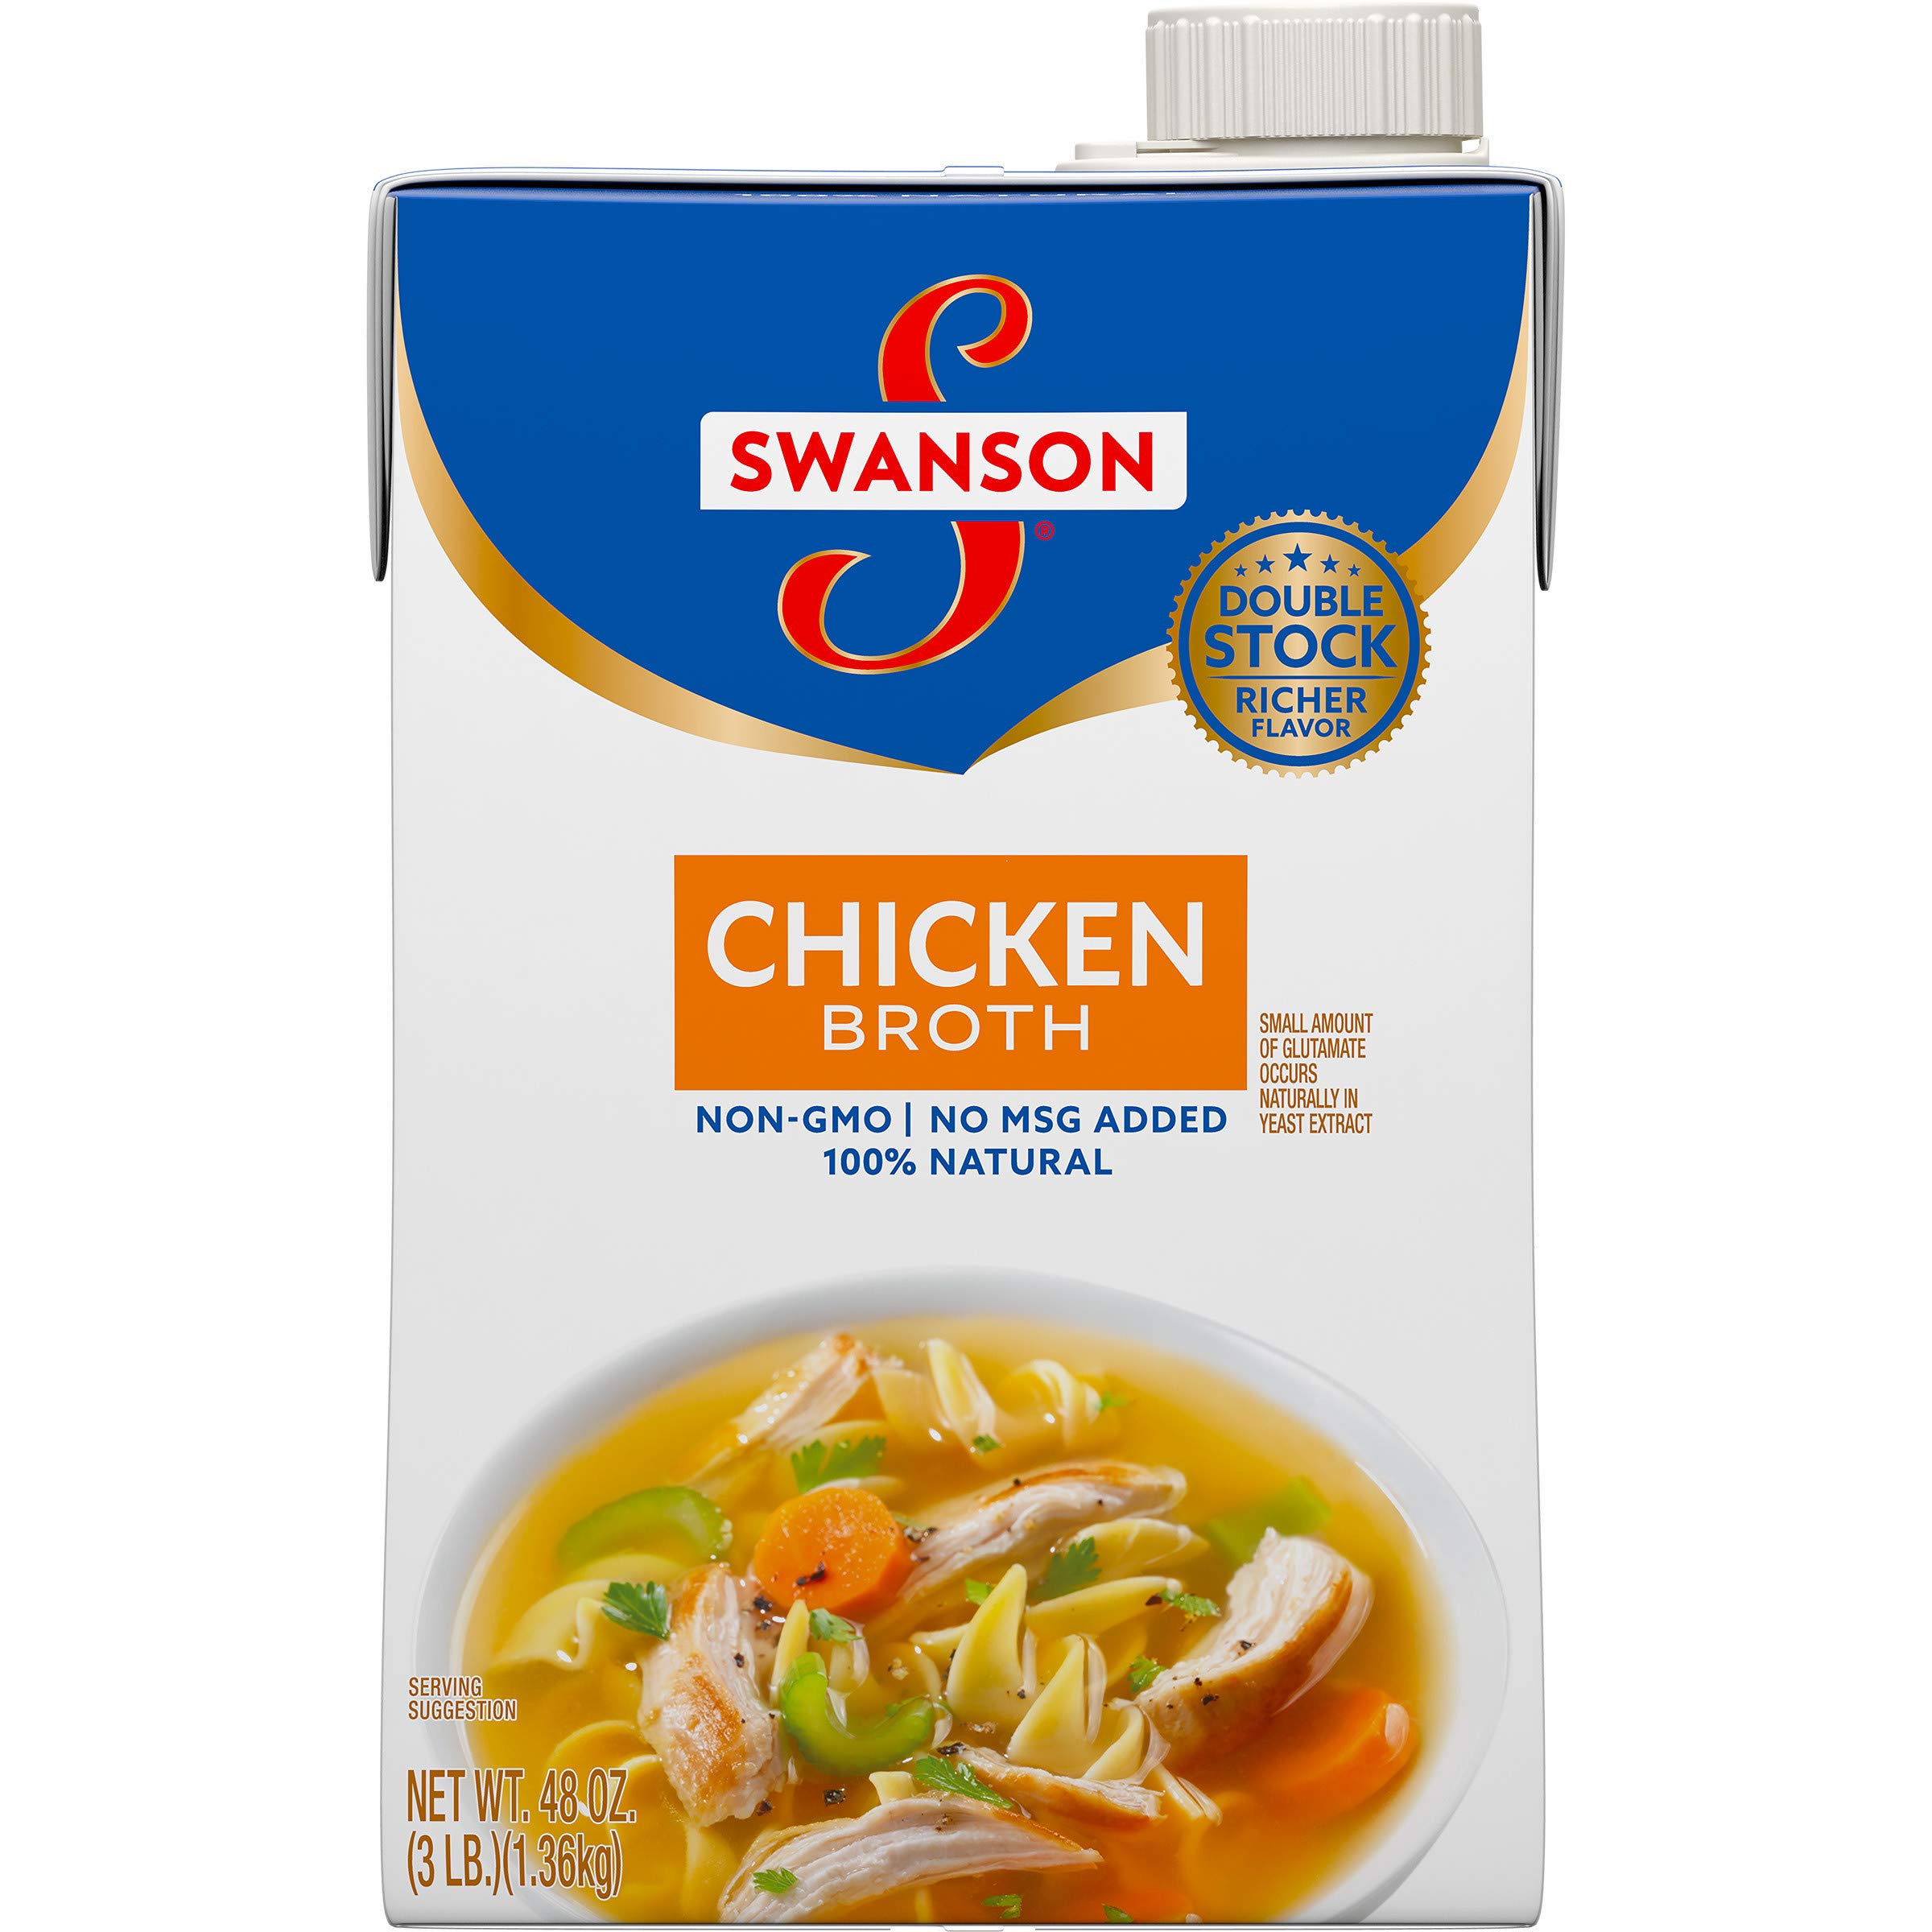 SWANSON
®
DOUBLE
STOCK
RICHER
FLAVOR
CHICKEN
BROTH
NON-GMO | NO MSG ADDED
100% NATURAL
SMALL AMOUNT
OF GLUTAMATE
OCCURS
NATURALLY IN
YEAST EXTRACT
SERVING
SUGGESTION
NET WT. 48 OZ.
(3 LB.)(1.36kg)